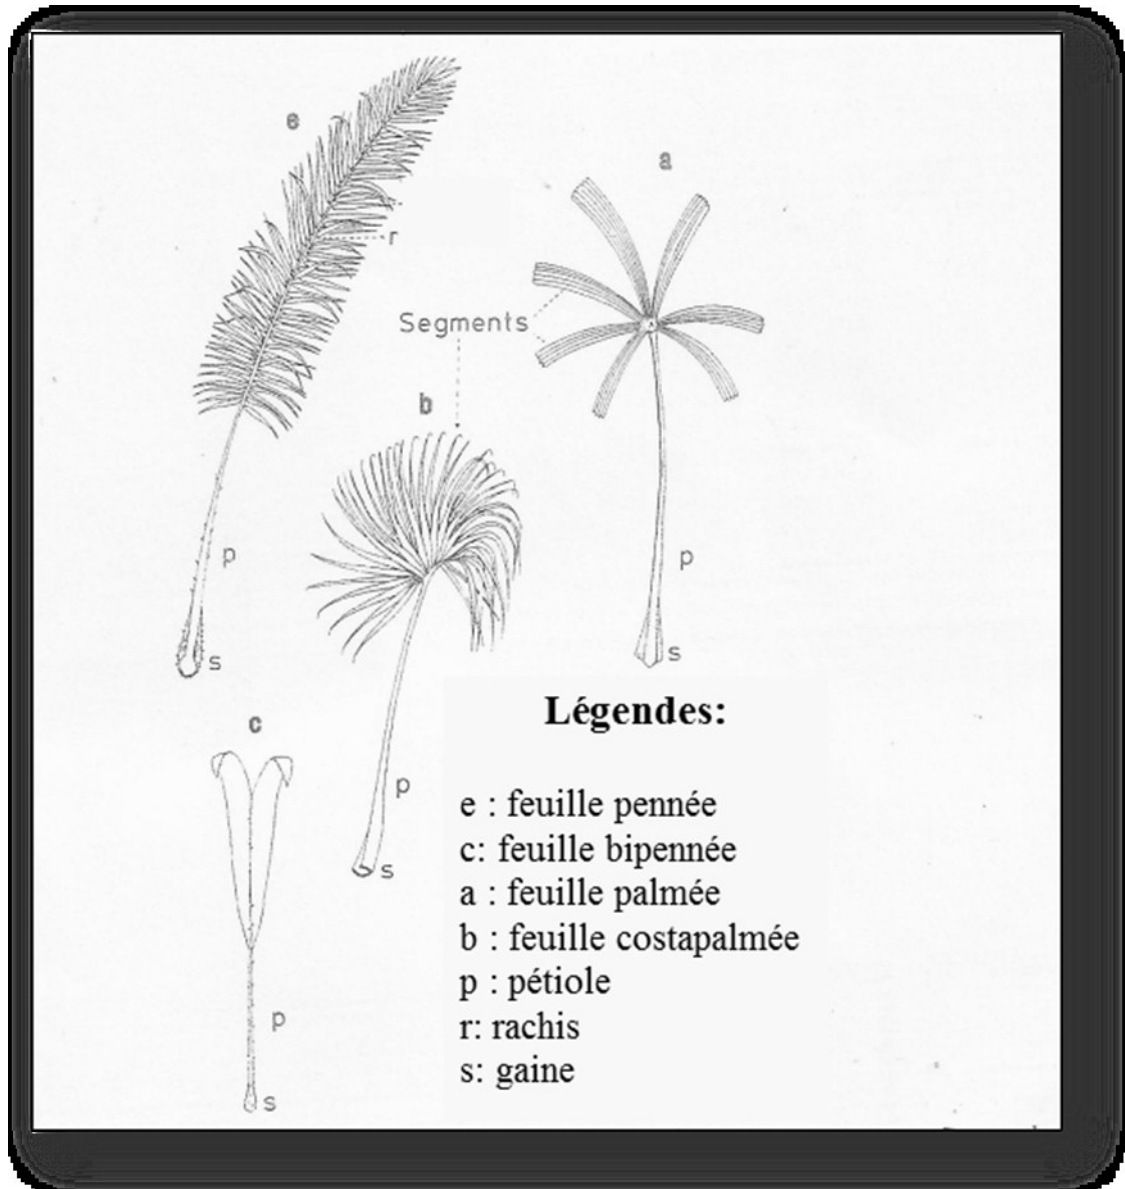 e
a
r
Segments
b
p
p
s
s
c
p
s
p
s
Légendes:
e : feuille pennée
c: feuille bipennée
a : feuille palmée
b : feuille costapalmée
p : pétiole
r: rachis
s: gaine